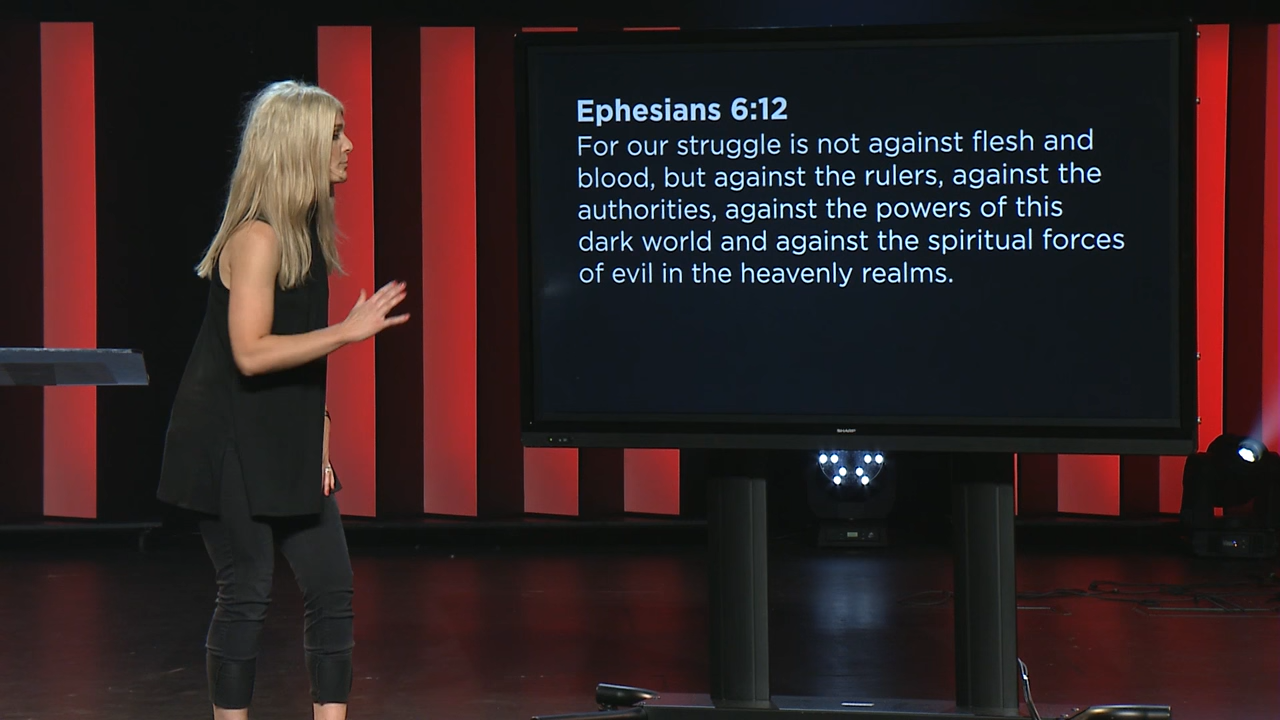 Ephesians 6:12
For our struggle is not against flesh and
blood, but against the rulers, against the
authorities, against the powers of this
dark world and against the spiritual forces
of evil in the heavenly realms.
SHARP